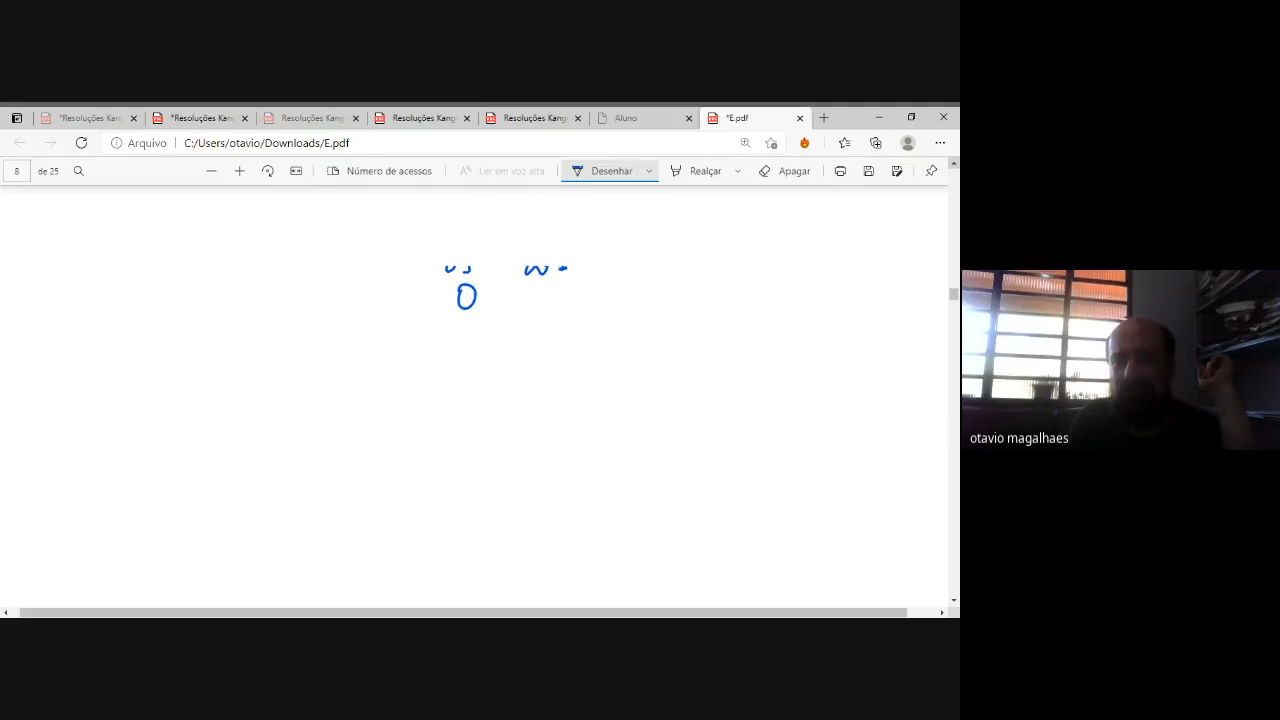 *Resoluções Kang
*Resoluções Kang
Resoluções Kang
Resoluções Kang
Resoluções Kang
Aluno
*E.pdf
Arquivo
C:/Users/otavio/Downloads/E.pdf
8 de 25
Número de acessos
Ler em voz alta
Desenhar
Realçar
Apagar
0
otavio magalhaes